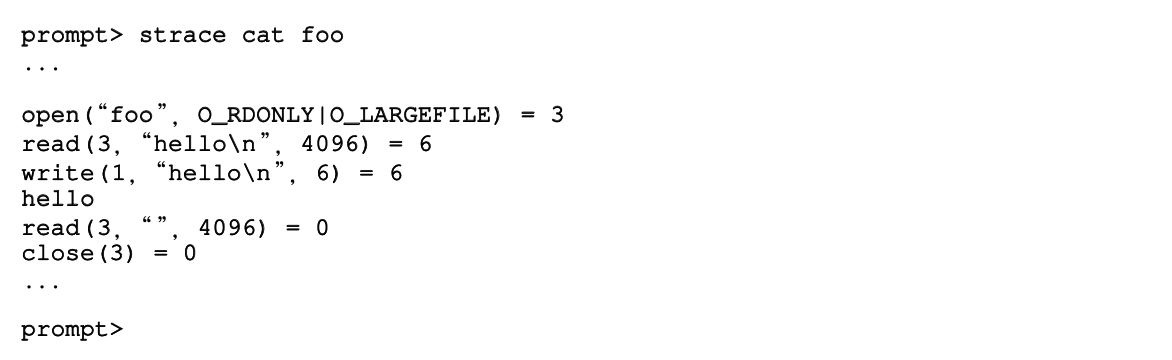 prompt> strace cat foo
...
open(“foo”, O_RDONLY|O_LARGEFILE) = 3
read(3, “hello\n”, 4096) = 6
write(1, “hello\n”, 6) = 6
hello
read(3, “”, 4096) = 0
close(3) = 0
...
prompt>